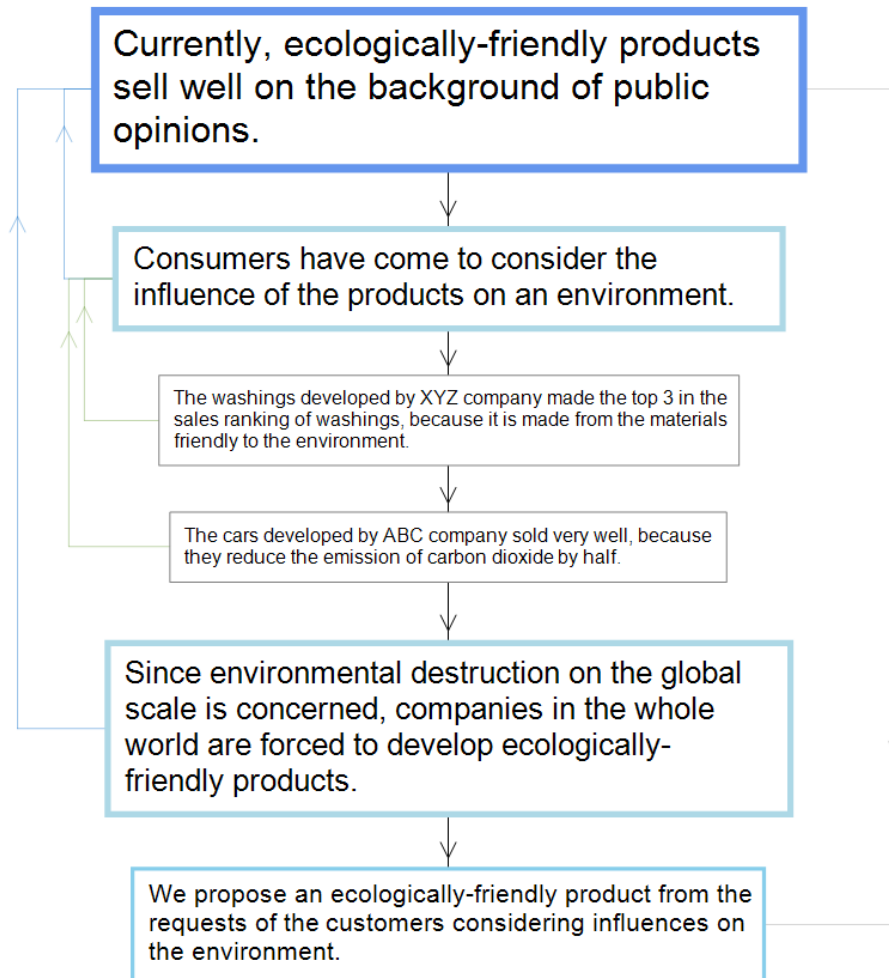 Currently, ecologically-friendly products
sell well on the background of public
opinions.
Consumers have come to consider the
influence of the products on an environment.
The washings developed by XYZ company made the top 3 in the
sales ranking of washings, because it is made from the materials
friendly to the environment.
The cars developed by ABC company sold very well, because
they reduce the emission of carbon dioxide by half.
Since environmental destruction on the global
scale is concerned, companies in the whole
world are forced to develop ecologically-
friendly products.
We propose an ecologically-friendly product from the
requests of the customers considering influences on
the environment.